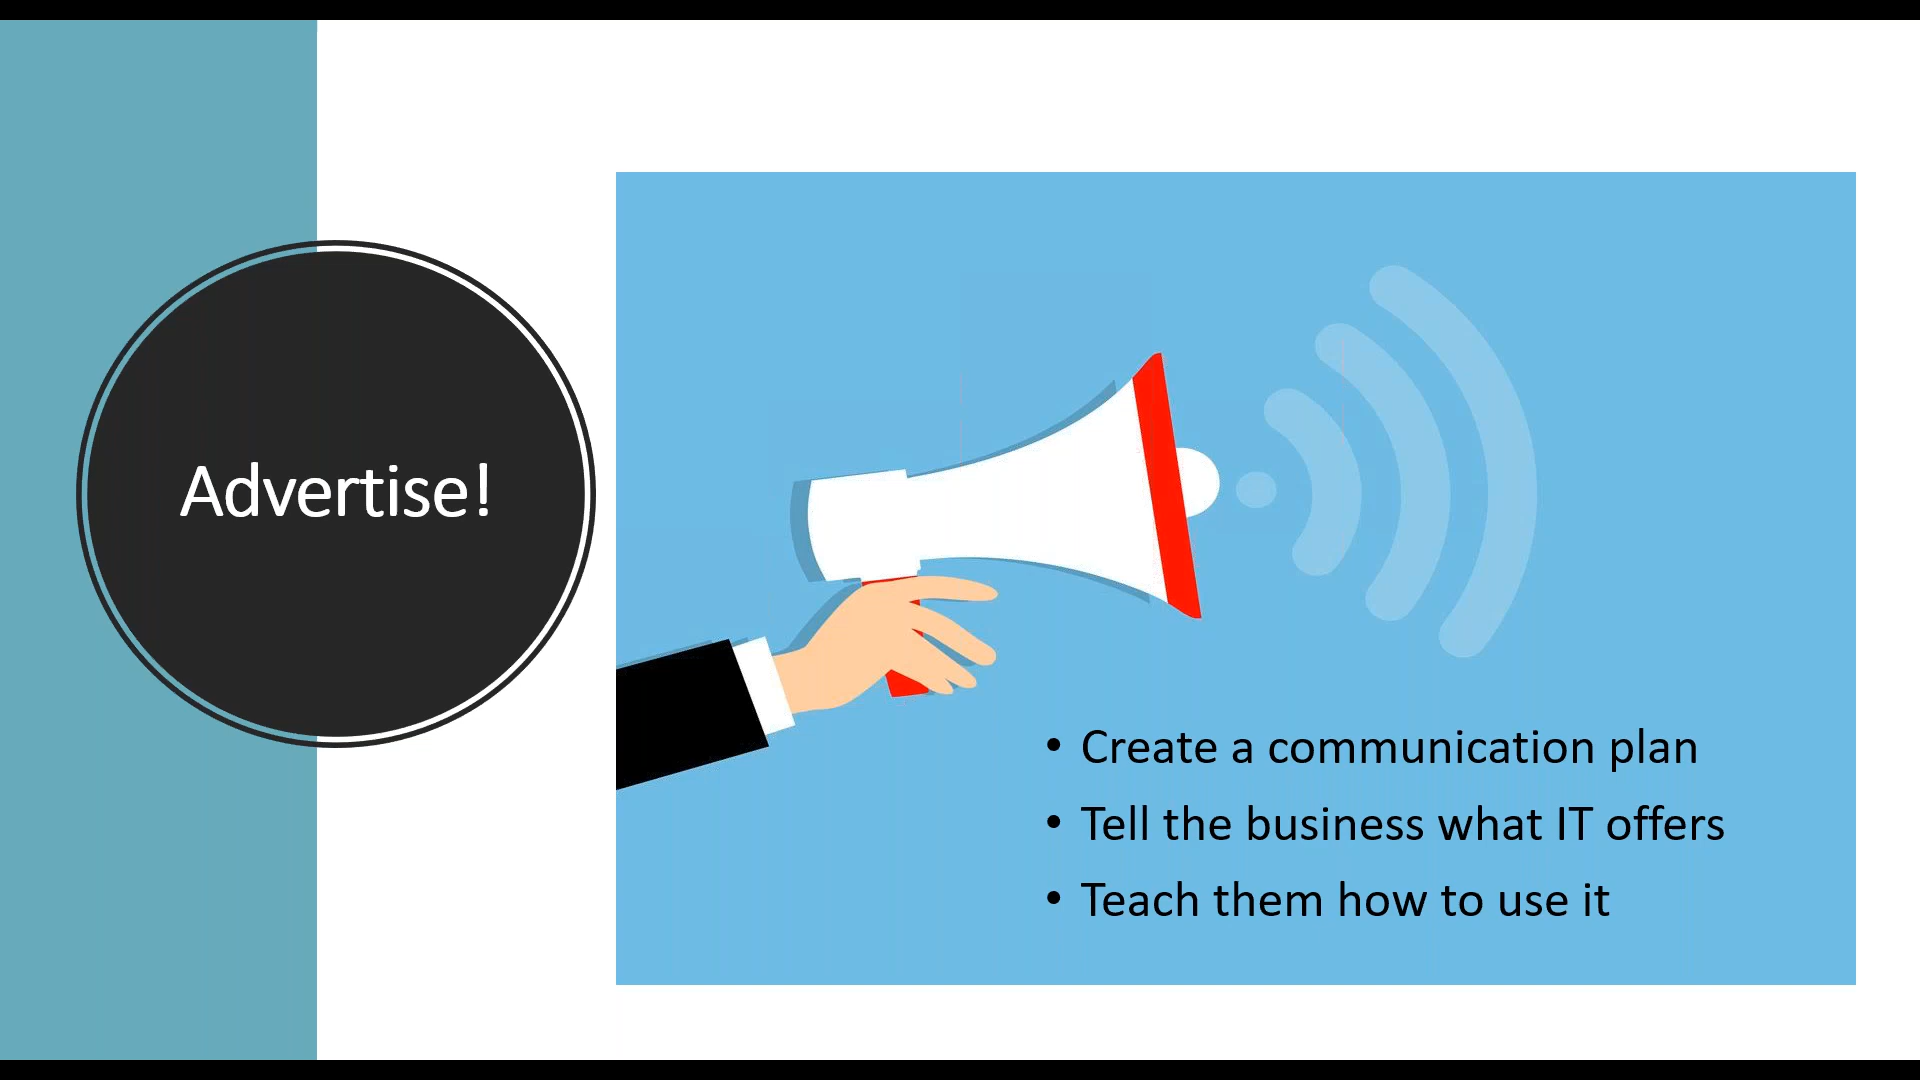 Advertise!
• Create a communication plan
• Tell the business what IT offers
• Teach them how to use it